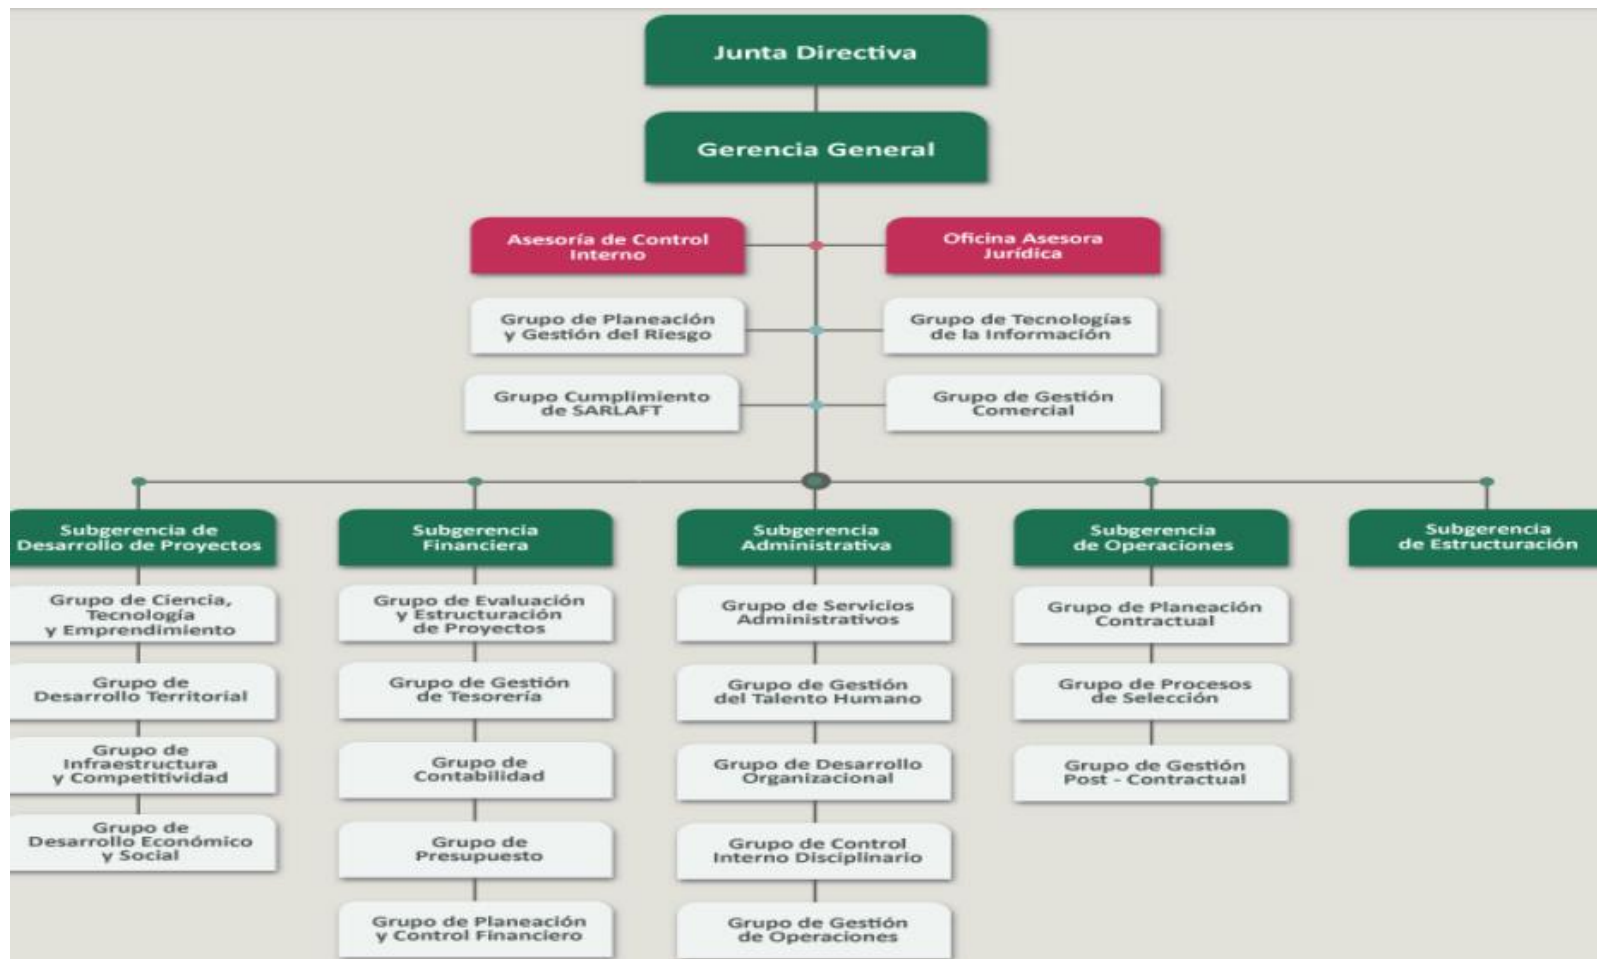 Junta Directiva
Gerencia General
Asesoría de Control
Interno
Oficina Asesora
Jurídica
Grupo de Planeación
y Gestión del Riesgo
Grupo de Tecnologías
de la Información
Grupo Cumplimiento
de SARLAFT
Grupo de Gestión
Comercial
Subgerencia de
Desarrollo de Proyectos
Grupo de Ciencia,
Tecnología
y Emprendimiento
Grupo de
Desarrollo Territorial
Grupo de
Infraestructura
y Competitividad
Grupo de
Desarrollo Económico
y Social
Subgerencia
Financiera
Grupo de Evaluación
y Estructuración
de Proyectos
Grupo de Gestión
de Tesorería
Grupo de
Contabilidad
Grupo de
Presupuesto
Grupo de Planeación
y Control Financiero
Subgerencia
Administrativa
Grupo de Servicios
Administrativos
Grupo de Gestión
del Talento Humano
Grupo de Desarrollo
Organizacional
Grupo de Control
Interno Disciplinario
Grupo de Gestión
de Operaciones
Subgerencia
de Operaciones
Grupo de Planeación
Contractual
Grupo de Procesos
de Selección
Grupo de Gestión
Post - Contractual
Subgerencia
de Estructuración